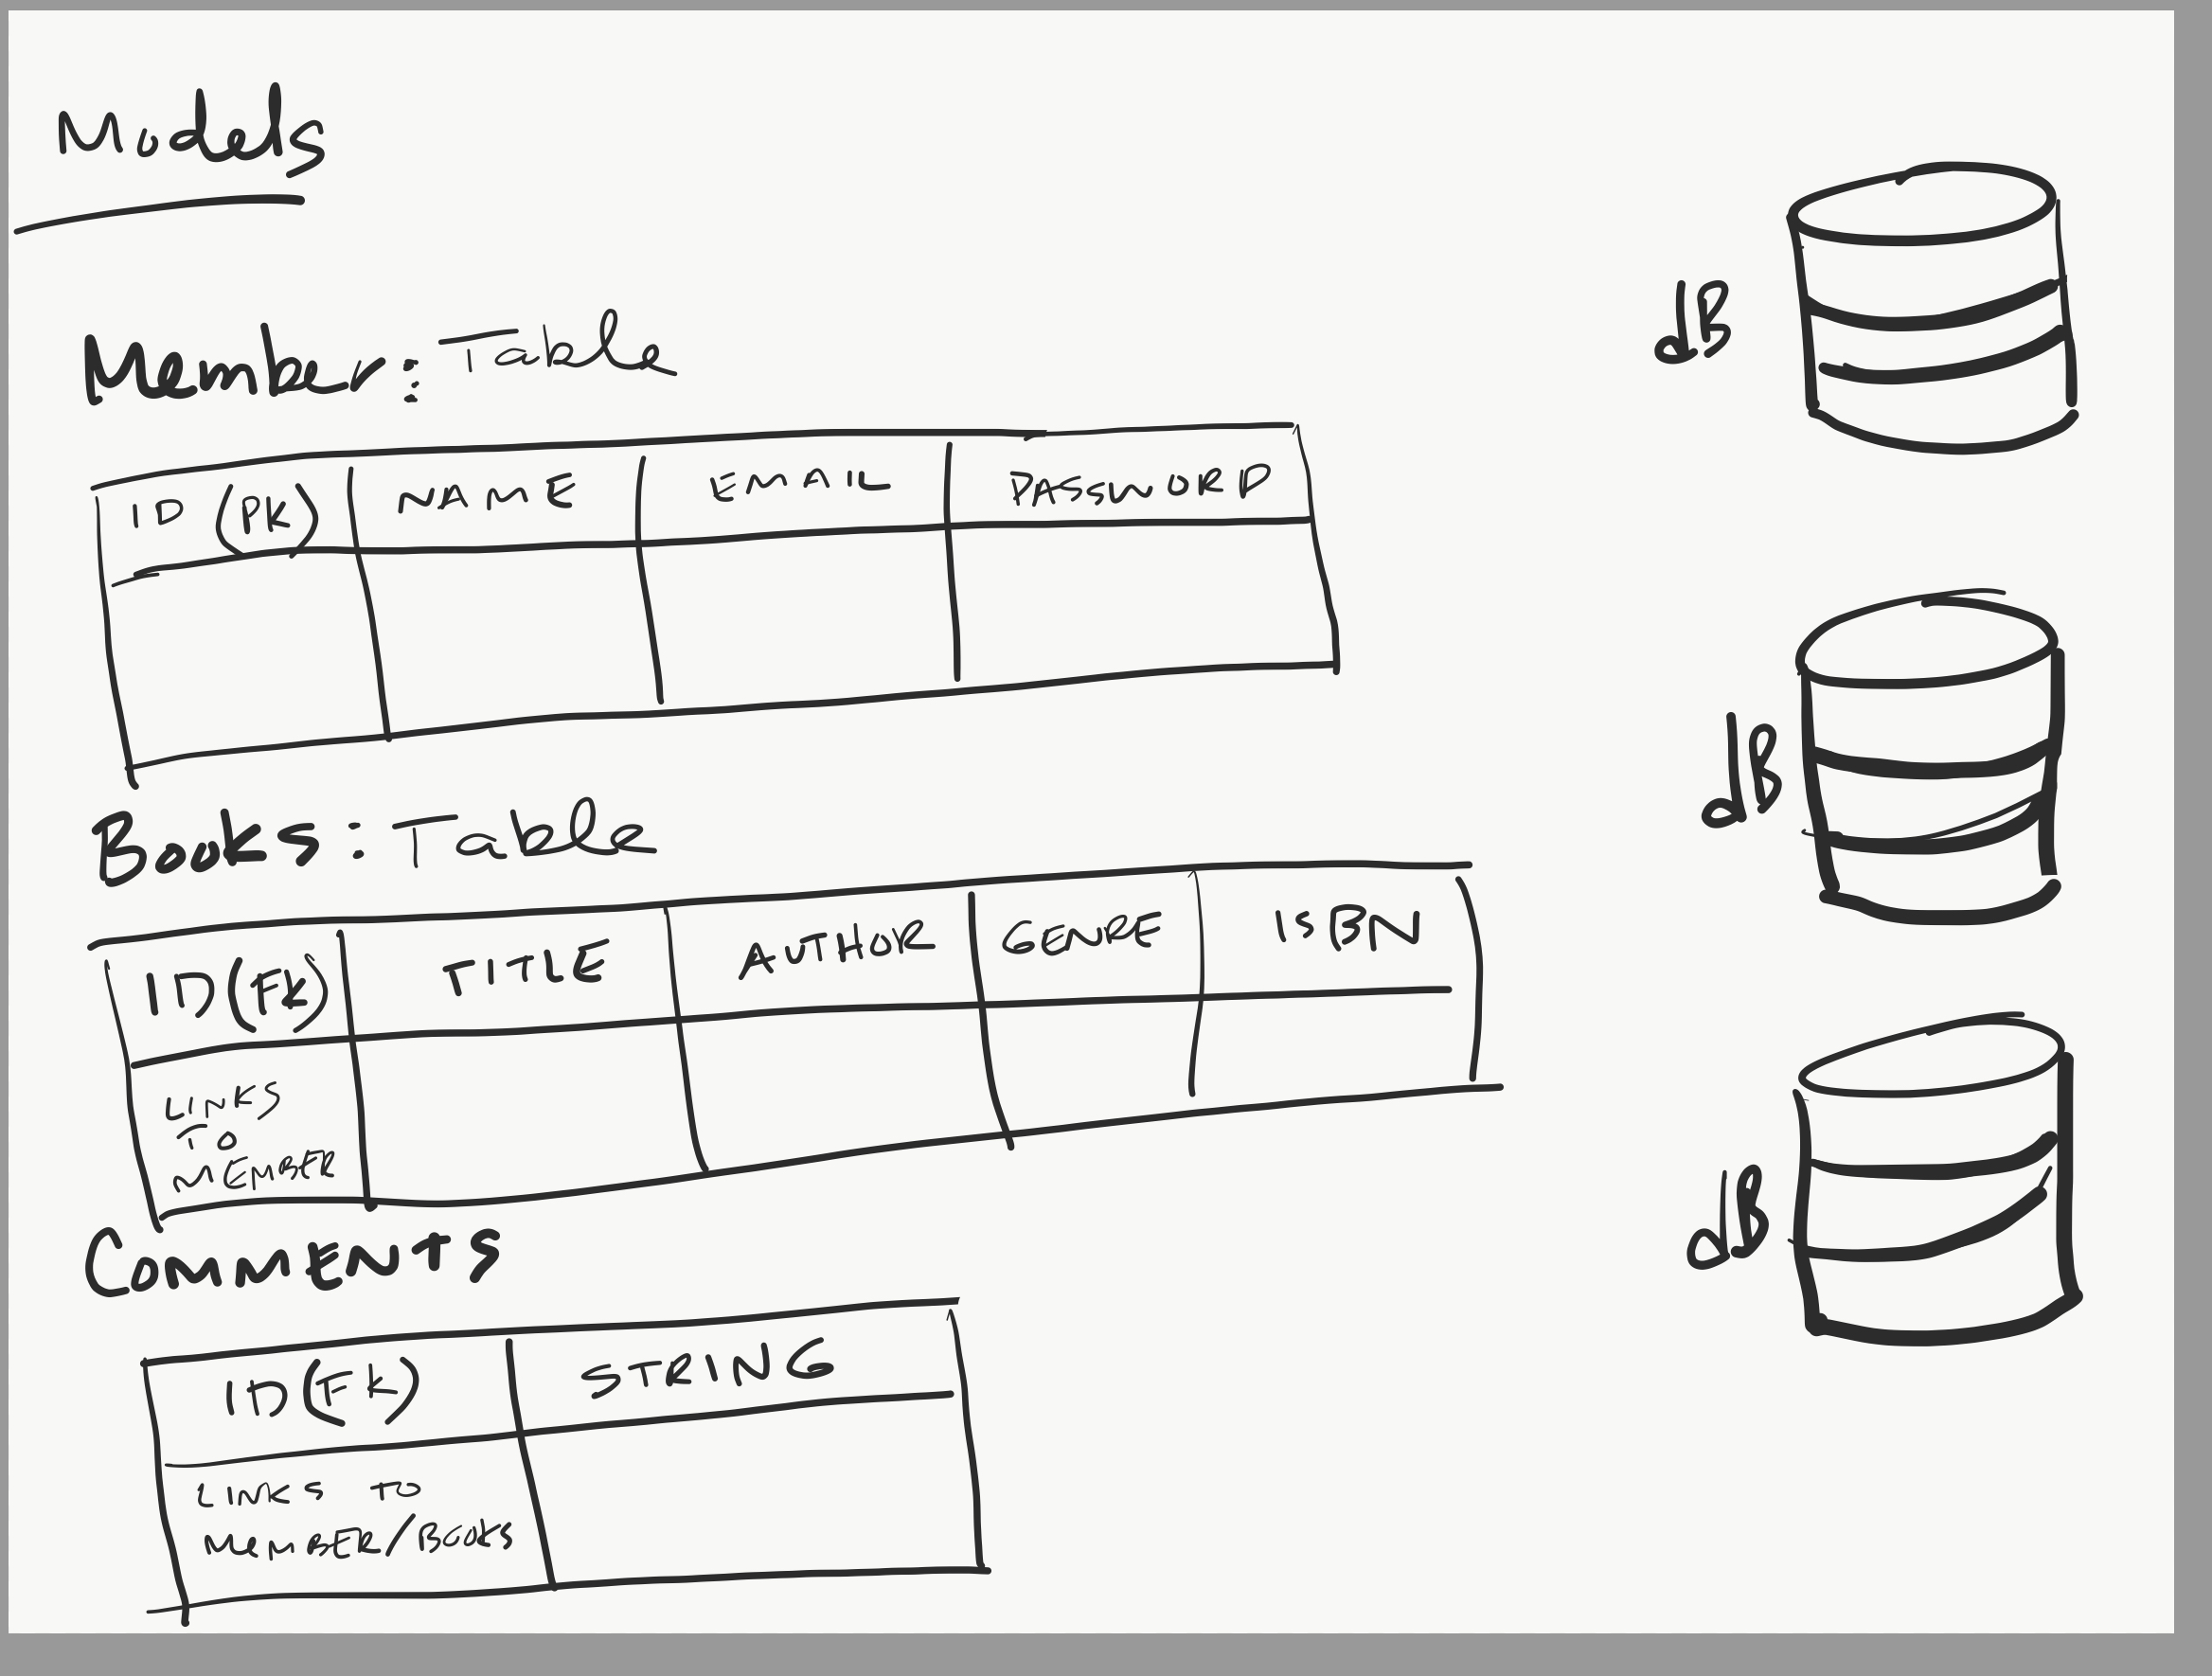 Models
Member: Table
ID (PK) NAME EMAIL PASSWORD
dB
Books: Table
ID (FK) TITLE AUTHOR GENRE ISBN
LINKS
TO
MEMBER
dB
COMMENTS
ID (FK) STRING
LINKS TO
MEMBER/BOOKS
dB